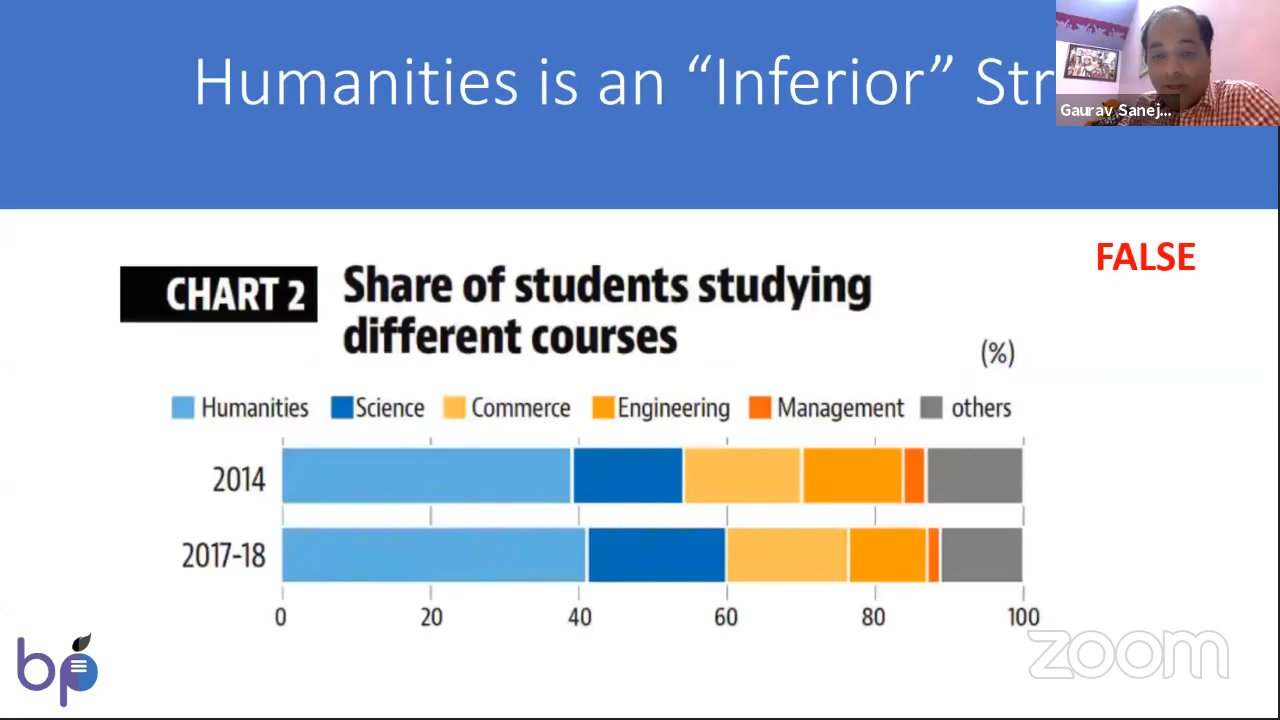 Humanities is an “Inferior” Str
Gaurav Sanej...
FALSE
CHART 2
Share of students studying
different courses
(%)
Humanities Science Commerce Engineering Management others
2014
2017-18
0 20 40 60 80 100
bp
zoom